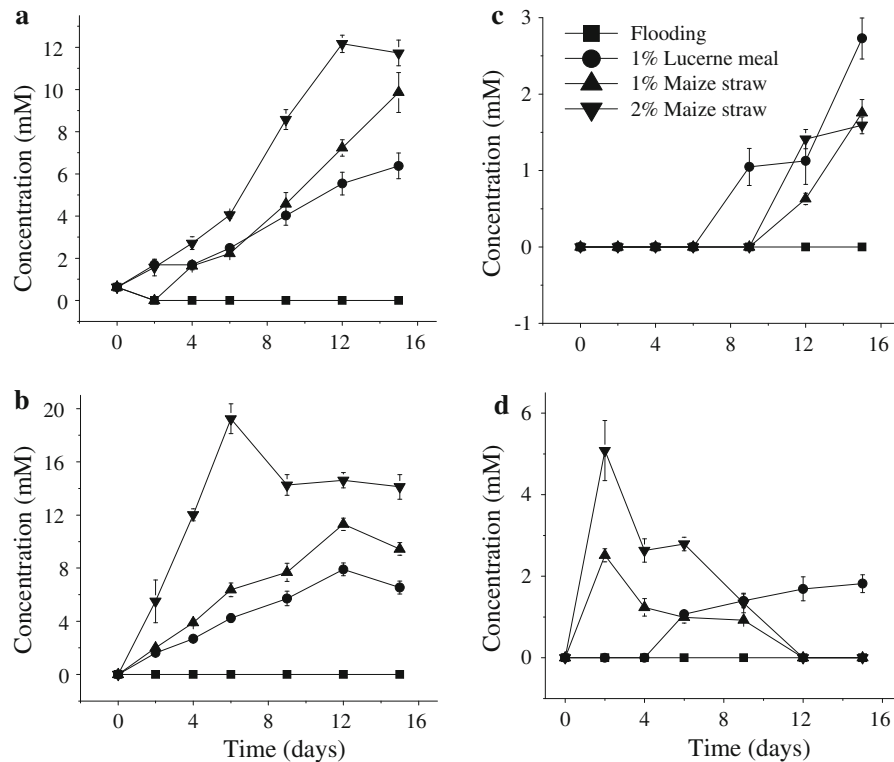 a
Concentration (mM)
12
10
8
6
4
2
0
0 4 8 12 16
c
Concentration (mM)
3
2
1
0
-1
0 4 8 12 16
Flooding
1% Lucerne meal
1% Maize straw
2% Maize straw
b
Concentration (mM)
20
16
12
8
4
0
0 4 8 12 16
Time (days)
d
Concentration (mM)
6
4
2
0
0 4 8 12 16
Time (days)